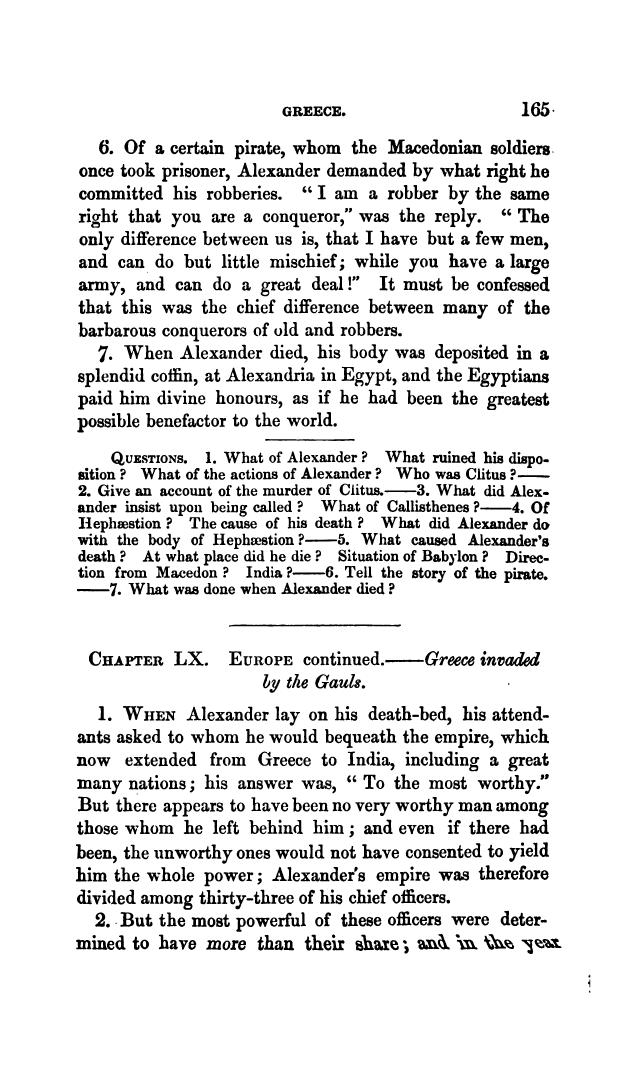 GREECE. 165
6. Of a certain pirate, whom the Macedonian soldiers
once took prisoner, Alexander demanded by what right he
committed his robberies. “I am a robber by the same
right that you are a conqueror,” was the reply. “The
only difference between us is, that I have but a few men,
and can do but little mischief; while you have a large
army, and can do a great deal!” It must be confessed
that this was the chief difference between many of the
barbarous conquerors of old and robbers.
7. When Alexander died, his body was deposited in a
splendid coffin, at Alexandria in Egypt, and the Egyptians
paid him divine honours, as if he had been the greatest
possible benefactor to the world.
QUESTIONS. 1. What of Alexander? What ruined his dispo-
sition? What of the actions of Alexander? Who was Clitus?——
2. Give an account of the murder of Clitus.——3. What did Alex-
ander insist upon being called? What of Callisthenes?——4. Of
Hephæstion? The cause of his death? What did Alexander do
with the body of Hephæstion?——5. What caused Alexander's
death? At what place did he die? Situation of Babylon? Direc-
tion from Macedon? India?——6. Tell the story of the pirate.
——7. What was done when Alexander died?
CHAPTER LX. EUROPE continued.——Greece invaded
by the Gauls.
1. WHEN Alexander lay on his death-bed, his attend-
ants asked to whom he would bequeath the empire, which
now extended from Greece to India, including a great
many nations; his answer was, “To the most worthy.”
But there appears to have been no very worthy man among
those whom he left behind him; and even if there had
been, the unworthy ones would not have consented to yield
him the whole power; Alexander's empire was therefore
divided among thirty-three of his chief officers.
2. But the most powerful of these officers were deter-
mined to have more than their share; and in the year